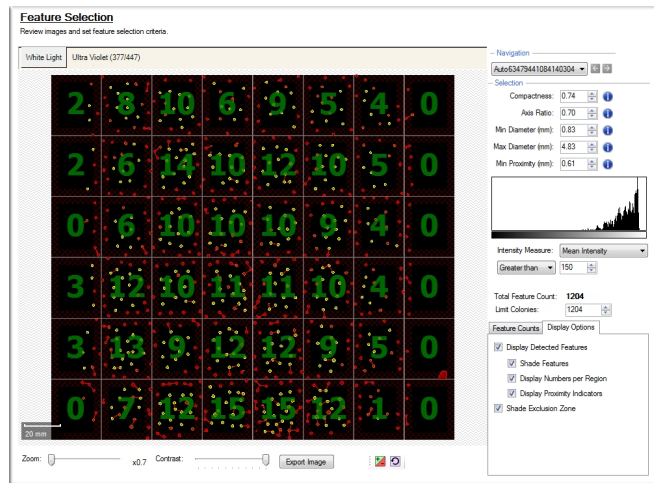 Feature Selection
Review images and set feature selection criteria.
White Light Ultra Violet (377/447)
Navigation
Auto63479441084140304
Selection
Compactness: 0.74
Axis Ratio: 0.70
Min Diameter (mm): 0.83
Max Diameter (mm): 4.83
Min Proximity (mm): 0.61
Intensity Measure: Mean Intensity
Greater than 150
Total Feature Count: 1204
Limit Colonies: 1204
Feature Counts Display Options
Display Detected Features
Shade Features
Display Numbers per Region
Display Proximity Indicators
Shade Exclusion Zone
2 8 10 6 9 5 4 0
2 6 14 10 12 10 5 0
0 6 10 10 10 9 4 0
3 12 10 11 11 10 4 0
3 13 9 12 12 9 5 0
0 7 12 15 15 12 1 0
20 mm
Zoom: x0.7 Contrast: Export Image